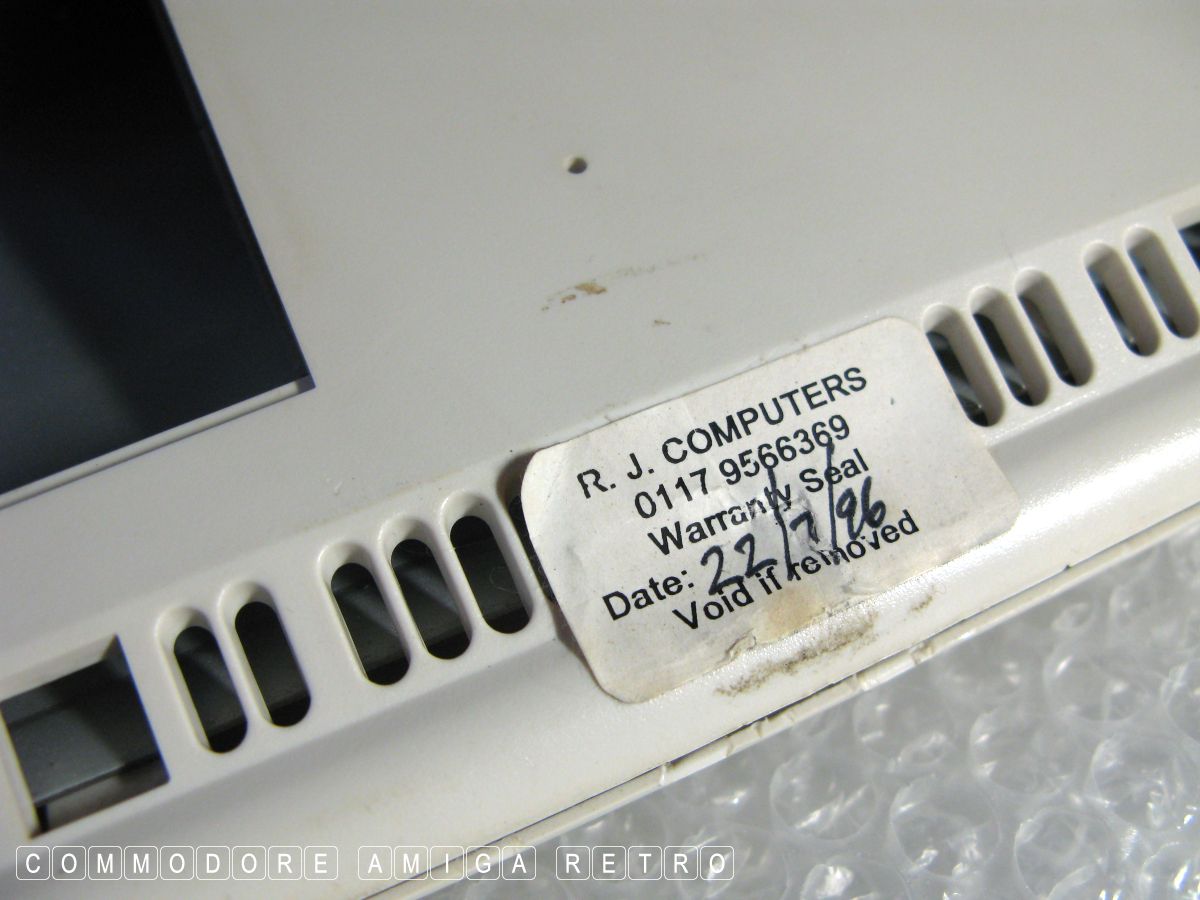 R. J. COMPUTERS
0117 9566369
Warranty Seal
Date: 22/7/96
Void if removed
COMMODORE AMIGA RETRO